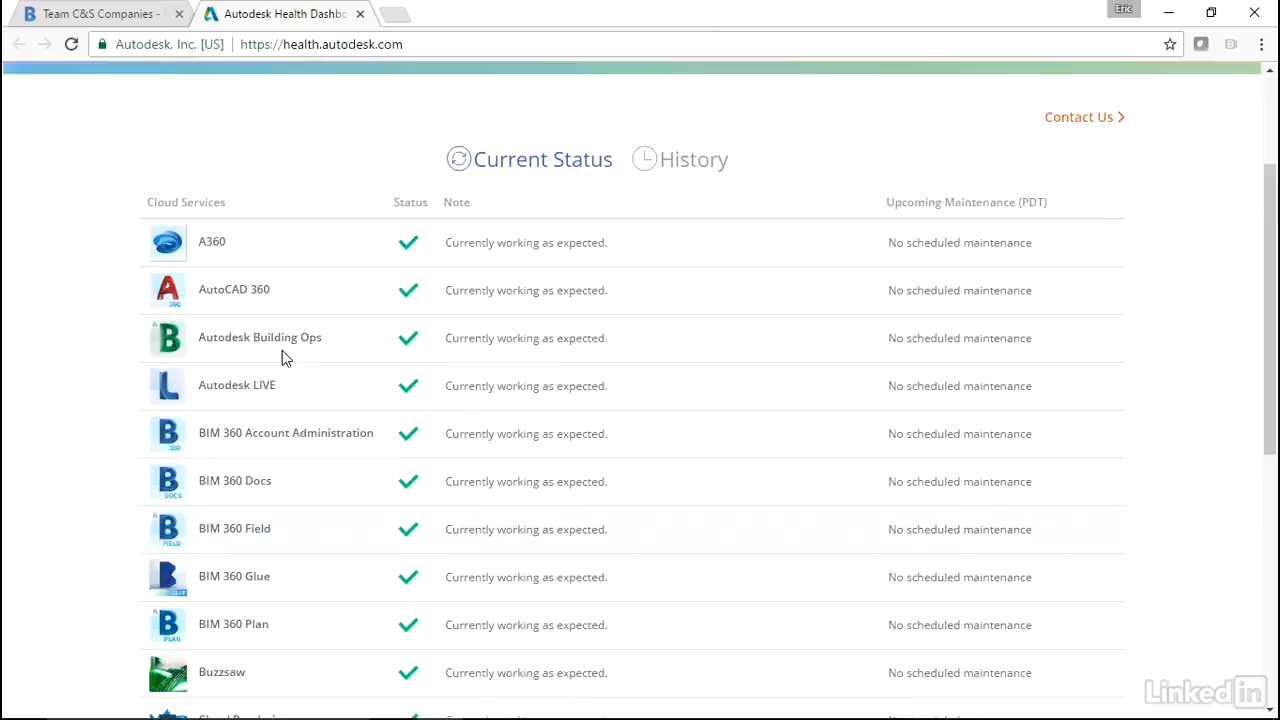 Team C&S Companies -
Autodesk Health Dashbo
Eric
Autodesk, Inc. [US]
https://health.autodesk.com
Contact Us
Current Status
History
Cloud Services Status Note Upcoming Maintenance (PDT)
A360 Currently working as expected. No scheduled maintenance
AutoCAD 360 Currently working as expected. No scheduled maintenance
Autodesk Building Ops Currently working as expected. No scheduled maintenance
Autodesk LIVE Currently working as expected. No scheduled maintenance
BIM 360 Account Administration Currently working as expected. No scheduled maintenance
BIM 360 Docs Currently working as expected. No scheduled maintenance
BIM 360 Field Currently working as expected. No scheduled maintenance
BIM 360 Glue Currently working as expected. No scheduled maintenance
BIM 360 Plan Currently working as expected. No scheduled maintenance
Buzzsaw Currently working as expected. No scheduled maintenance
LinkedIn